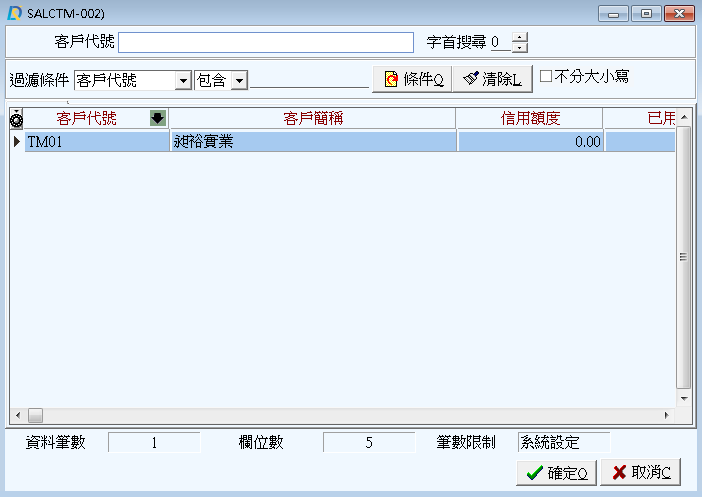 SALCTM-002)
客戶代號 字首搜尋 0
過濾條件 客戶代號 包含 條件Q 清除L 不分大小寫
客戶代號 客戶簡稱 信用額度 已用
TM01 昶裕實業 0.00
資料筆數 1 欄位數 5 筆數限制 系統設定
確定O 取消C